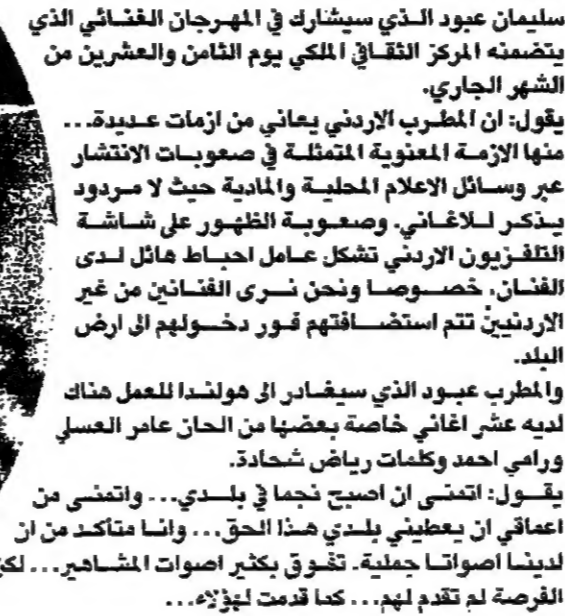 سليمان عبود الذي سيشارك في المهرجان الغنائي الذي
يتضمنه المركز الثقافي الملكي يوم الثامن والعشرين من
الشهر الجاري.
يقول: ان المطرب الاردني يعاني من ازمات عديدة...
منها الازمة المعنوية المتمثلة في صعوبات الانتشار
عبر وسائل الاعلام المحلية والمادية حيث لا مردود
يذكر للاغاني. وصعوبة الظهور على شاشة
التلفزيون الاردني تشكل عامل احباط هائل لدى
الفنان، خصوصا ونحن نرى الفنانين من غير
الاردنيين تتم استضافتهم فور دخولهم الى ارض
البلد.
والمطرب عبود الذي سيغادر الى هولندا للعمل هناك
لديه عشر اغاني خاصة بعضها من الحان عامر العسلي
ورامي احمد وكلمات رياض شحادة.
يقول: اتمنى ان اصبح نجما في بلدي... واتمنى من
اعماقي ان يعطيني بلدي هذا الحق... وانا متأكد من ان
لدينا اصواتا جملية. تفوق بكثير اصوات المشاهير... لكن
الفرصة لم تقدم لهم... كما قدمت لهؤلاء...